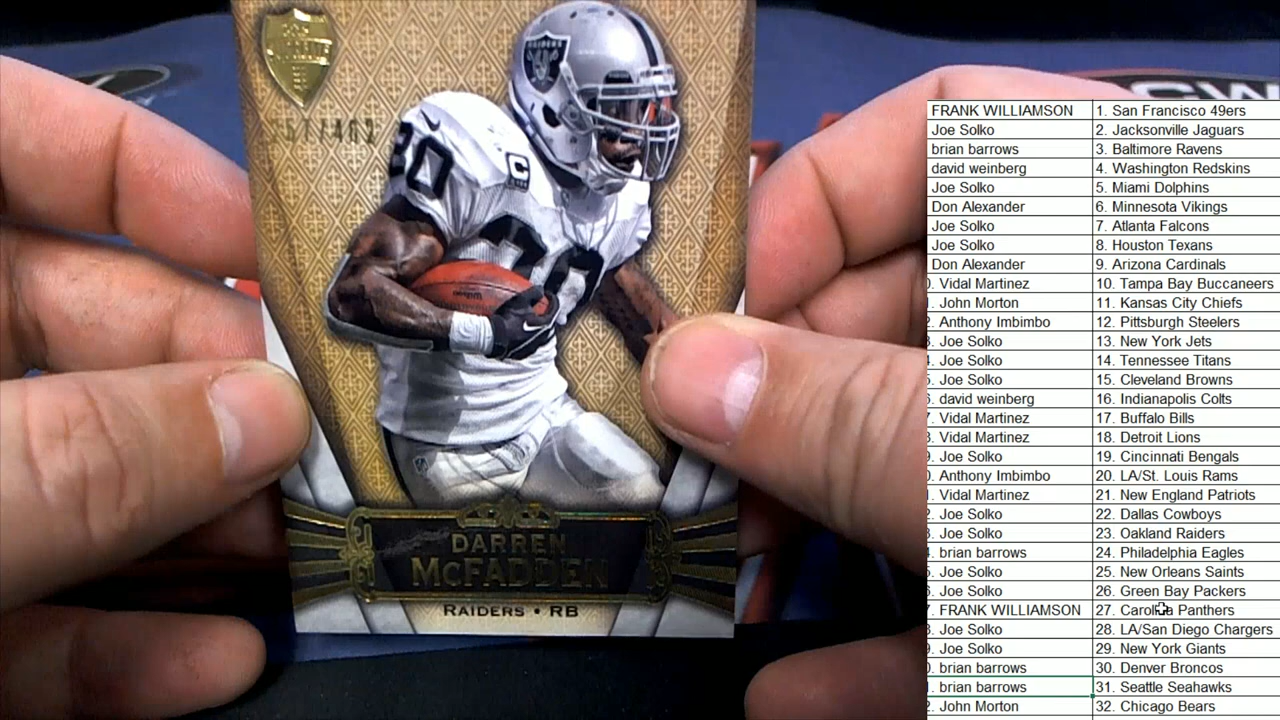 RAIDERS
20
C
20
Wilson
DARREN
McFADDEN
RAIDERS • RB
FRANK WILLIAMSON 1. San Francisco 49ers
Joe Solko 2. Jacksonville Jaguars
brian barrows 3. Baltimore Ravens
david weinberg 4. Washington Redskins
Joe Solko 5. Miami Dolphins
Don Alexander 6. Minnesota Vikings
Joe Solko 7. Atlanta Falcons
Joe Solko 8. Houston Texans
Don Alexander 9. Arizona Cardinals
. Vidal Martinez 10. Tampa Bay Buccaneers
. John Morton 11. Kansas City Chiefs
. Anthony Imbimbo 12. Pittsburgh Steelers
. Joe Solko 13. New York Jets
. Joe Solko 14. Tennessee Titans
. Joe Solko 15. Cleveland Browns
. david weinberg 16. Indianapolis Colts
. Vidal Martinez 17. Buffalo Bills
. Vidal Martinez 18. Detroit Lions
. Joe Solko 19. Cincinnati Bengals
. Anthony Imbimbo 20. LA/St. Louis Rams
. Vidal Martinez 21. New England Patriots
. Joe Solko 22. Dallas Cowboys
. Joe Solko 23. Oakland Raiders
. brian barrows 24. Philadelphia Eagles
. Joe Solko 25. New Orleans Saints
. Joe Solko 26. Green Bay Packers
. FRANK WILLIAMSON 27. Carolina Panthers
. Joe Solko 28. LA/San Diego Chargers
. Joe Solko 29. New York Giants
. brian barrows 30. Denver Broncos
. brian barrows 31. Seattle Seahawks
. John Morton 32. Chicago Bears